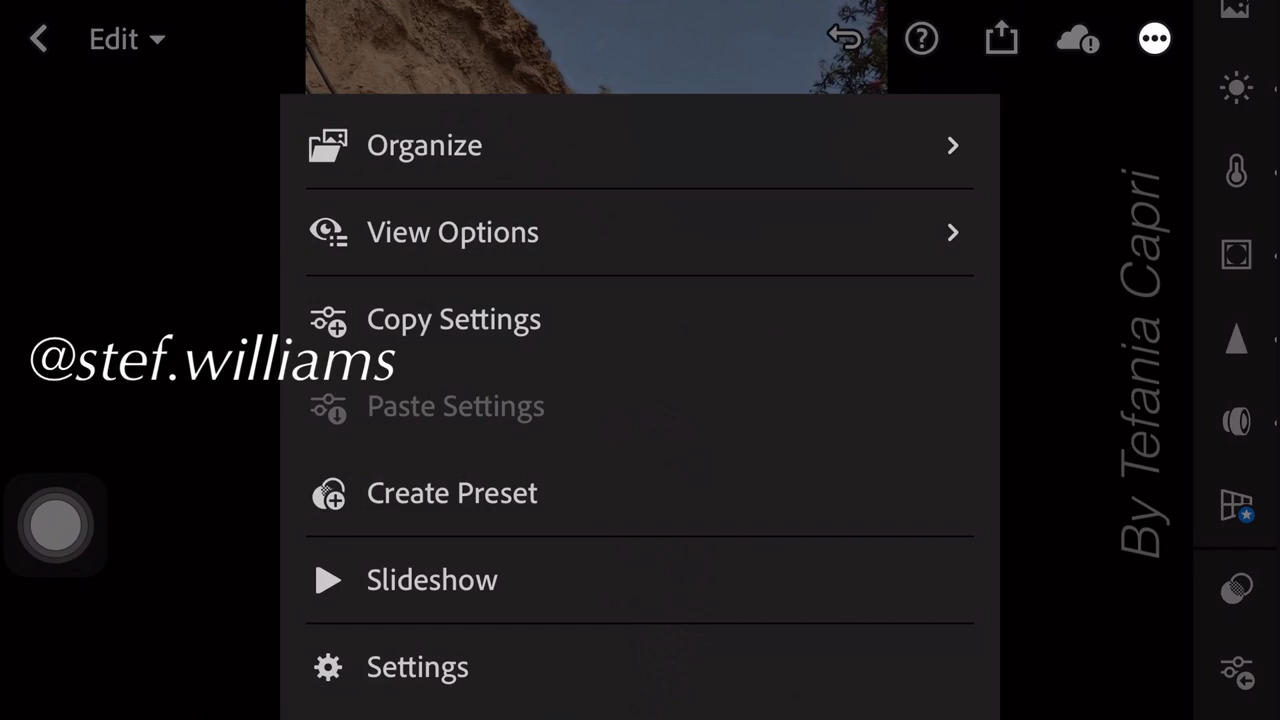 Edit
Organize
View Options
Copy Settings
@stef.williams
Paste Settings
Create Preset
Slideshow
Settings
By Tefania Capri